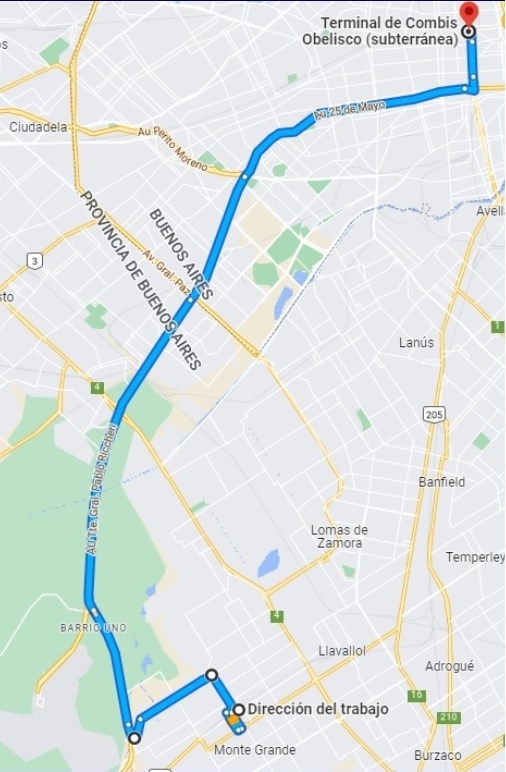 Terminal de Combis
Obelisco (subterránea)
os
Au 25 de Mayo
Ciudadela
Au Perito Moreno
PROVINCIA DE BUENOS AIRES
BUENOS AIRES
Avell
3
Av. Gral. Paz
sto
1
Lanús
4
205
AU Tte. Gral. Pablo Riccheri
Banfield
Lomas de
Zamora
Temperley
4
BARRIO UNO
Llavallol
Adrogué
16
Dirección del trabajo
210
Monte Grande
Burzaco